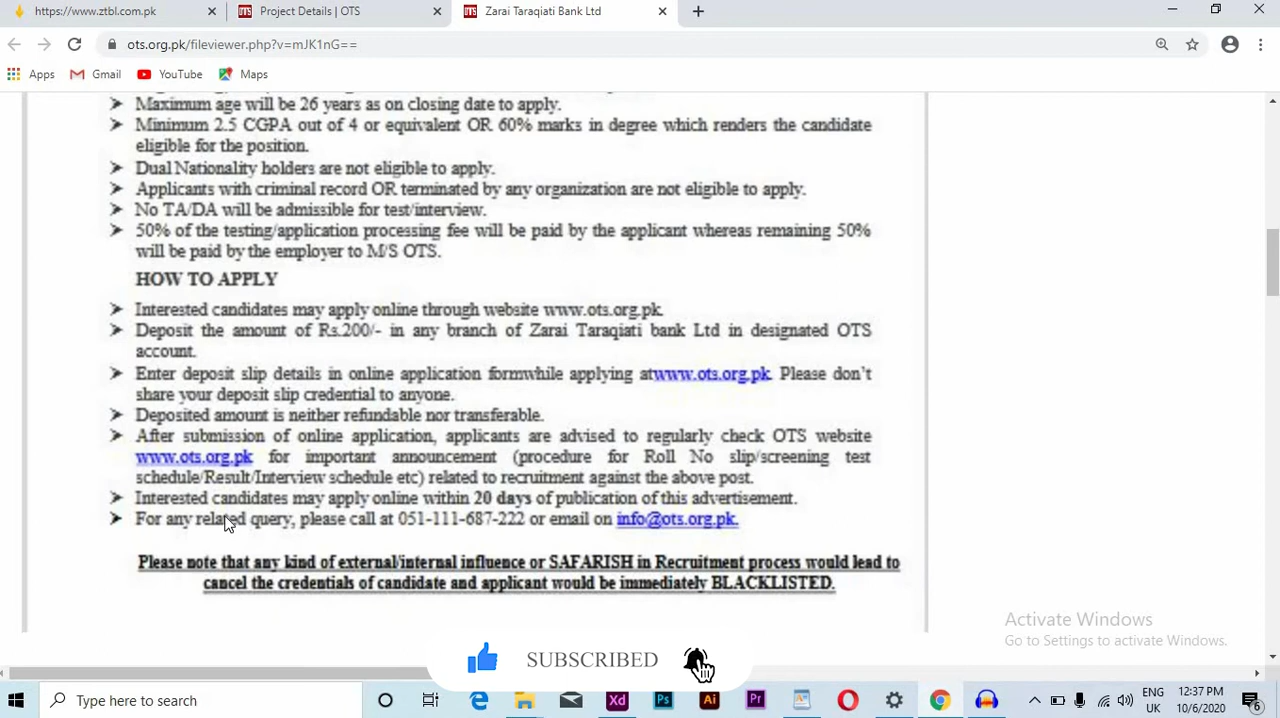 https://www.ztbl.com.pk
Project Details | OTS
Zarai Taraqiati Bank Ltd
ots.org.pk/fileviewer.php?v=mJK1nG==
Apps
Gmail
YouTube
Maps
Maximum age will be 26 years as on closing date to apply.
Minimum 2.5 CGPA out of 4 or equivalent OR 60% marks in degree which renders the candidate
eligible for the position.
Dual Nationality holders are not eligible to apply.
Applicants with criminal record OR terminated by any organization are not eligible to apply.
No TA/DA will be admissible for test/interview.
50% of the testing/application processing fee will be paid by the applicant whereas remaining 50%
will be paid by the employer to M/S OTS.
HOW TO APPLY
Interested candidates may apply online through website www.ots.org.pk.
Deposit the amount of Rs.200/- in any branch of Zarai Taraqiati bank Ltd in designated OTS
account.
Enter deposit slip details in online application formwhile applying atwww.ots.org.pk. Please don't
share your deposit slip credential to anyone.
Deposited amount is neither refundable nor transferable.
After submission of online application, applicants are advised to regularly check OTS website
www.ots.org.pk for important announcement (procedure for Roll No slip/screening test
schedule/Result/Interview schedule etc) related to recruitment against the above post.
Interested candidates may apply online within 20 days of publication of this advertisement.
For any related query, please call at 051-111-687-222 or email on info@ots.org.pk.
Please note that any kind of external/internal influence or SAFARISH in Recruitment process would lead to
cancel the credentials of candidate and applicant would be immediately BLACKLISTED.
Activate Windows
Go to Settings to activate Windows.
SUBSCRIBED
Type here to search
Xd
Ps
Ai
Pr
ENG
UK
12:37 PM
10/6/2020
6